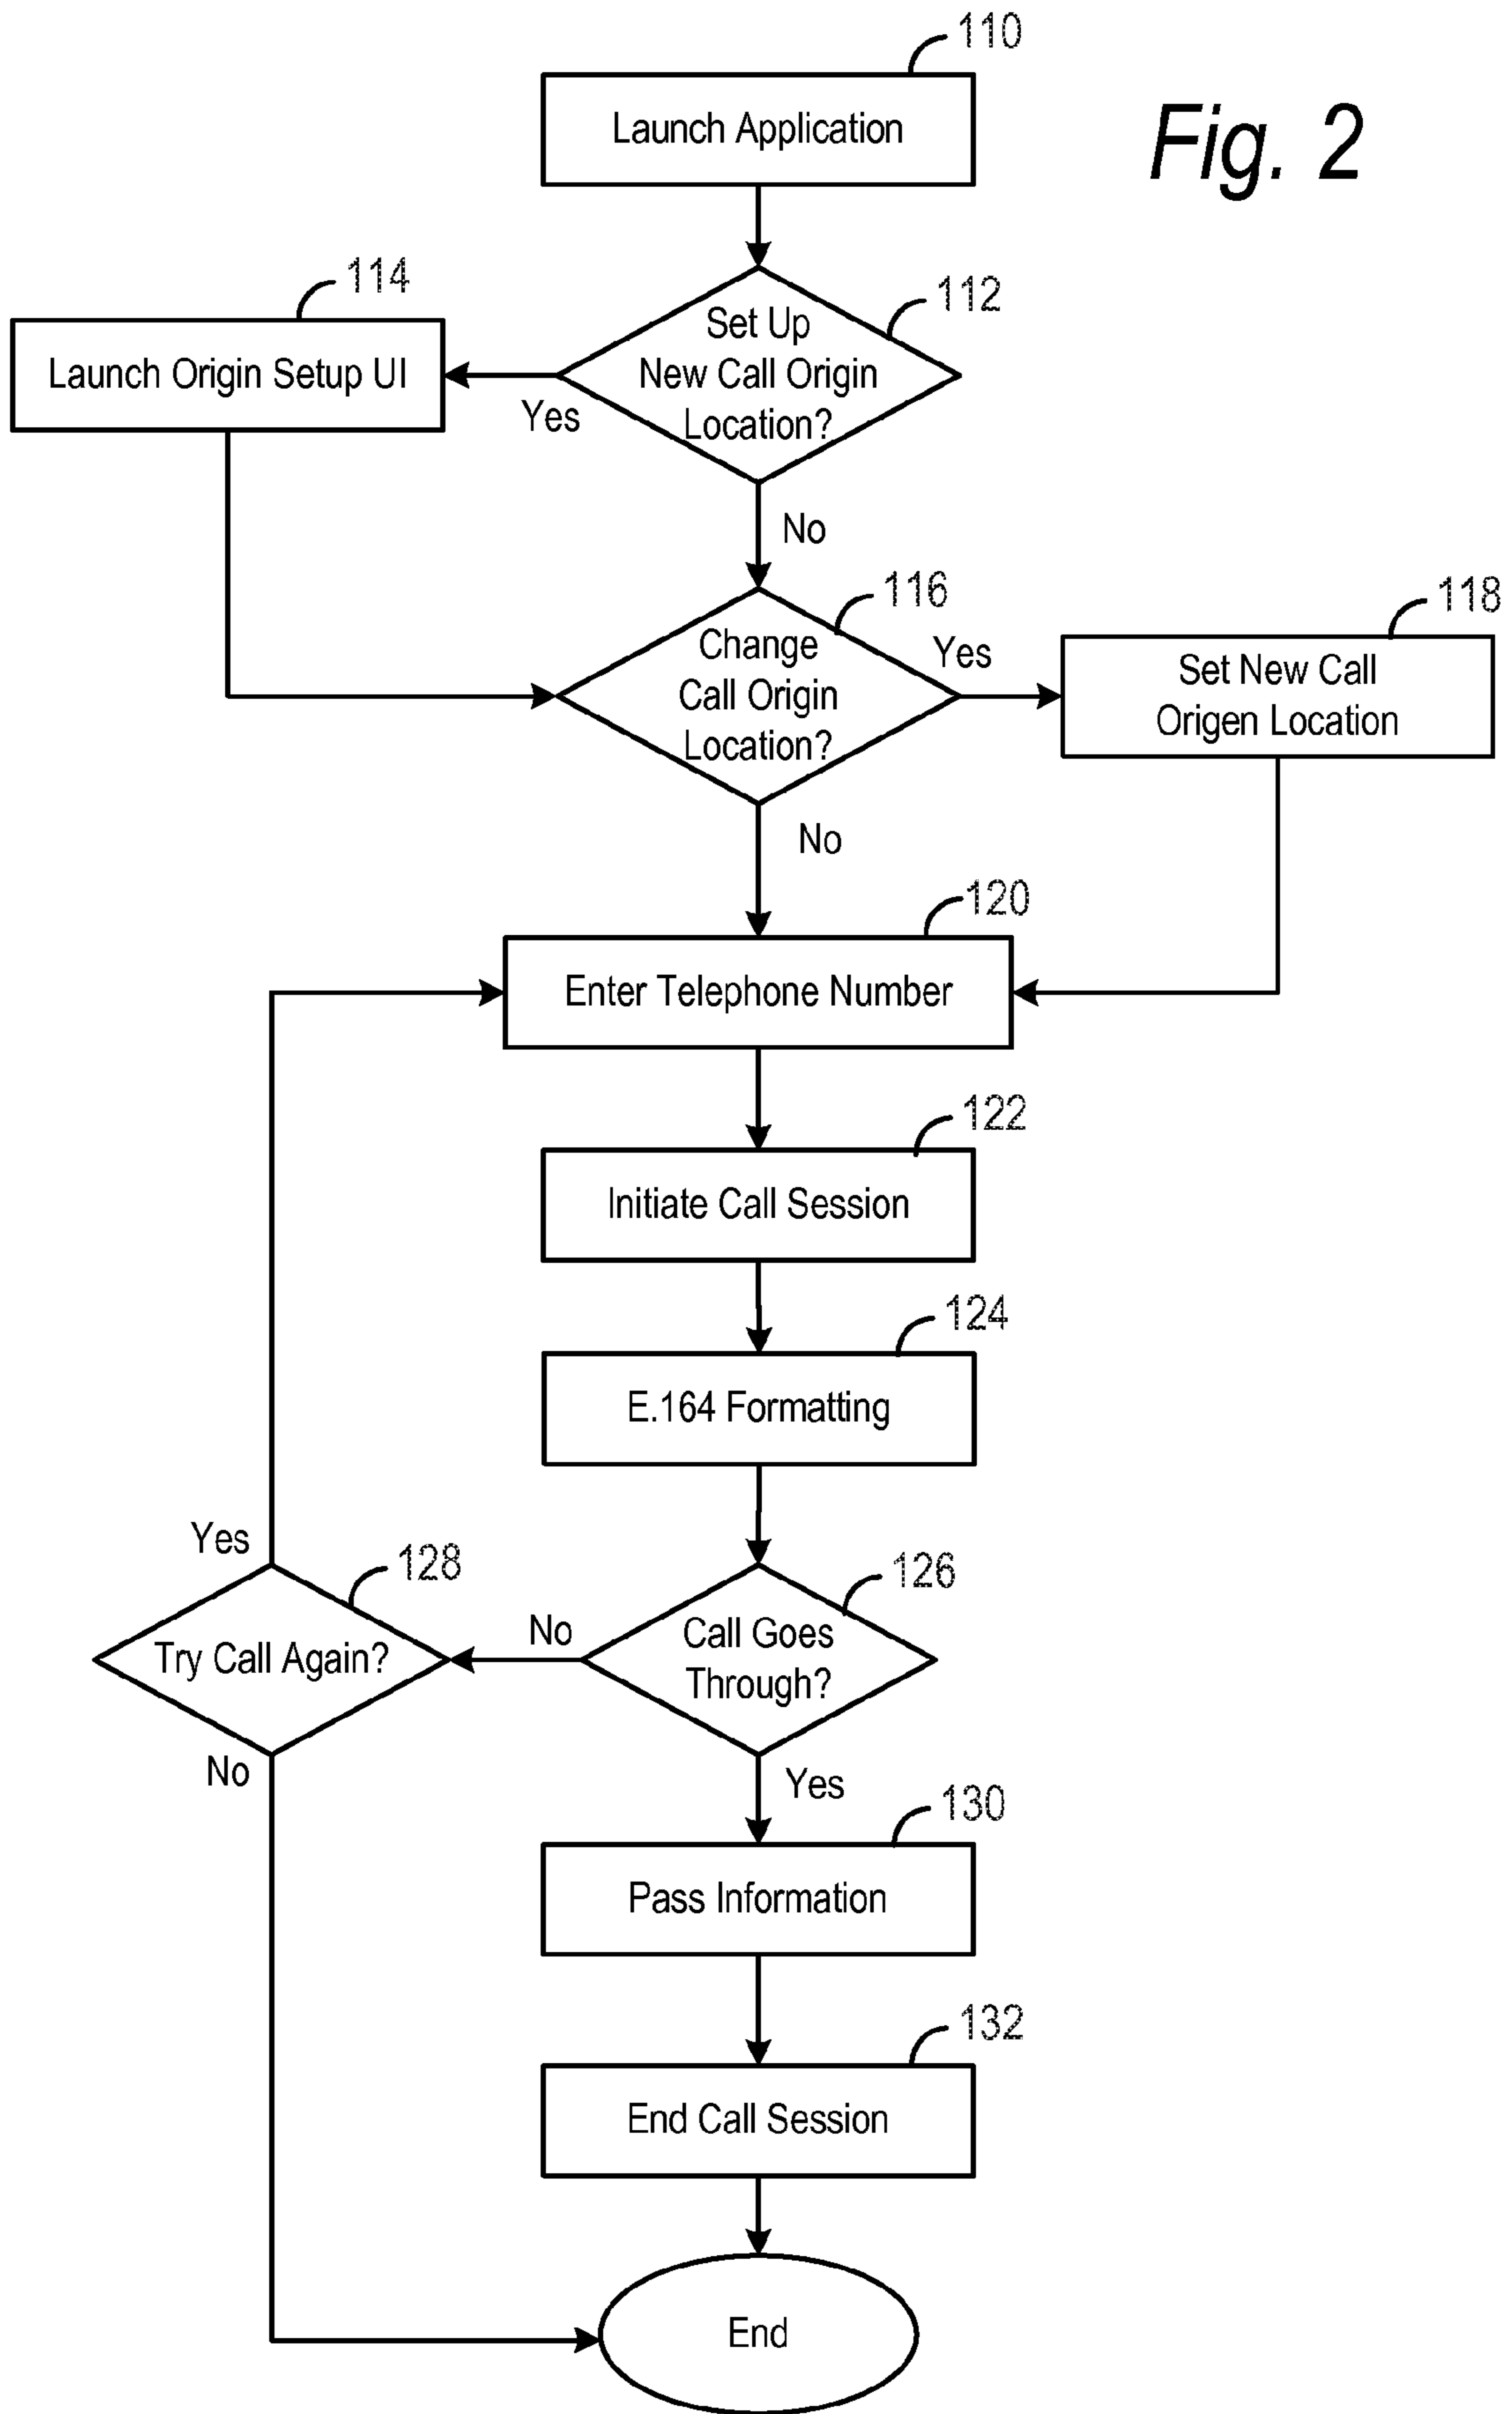 110
Launch Application
Fig. 2
114
112
Launch Origin Setup UI
Set Up
New Call Origin
Location?
Yes
No
116
118
Change
Call Origin
Location?
Yes
Set New Call
Origen Location
No
120
Enter Telephone Number
122
Initiate Call Session
124
E.164 Formatting
Yes
128
126
Try Call Again?
No
Call Goes
Through?
No
Yes
130
Pass Information
132
End Call Session
End